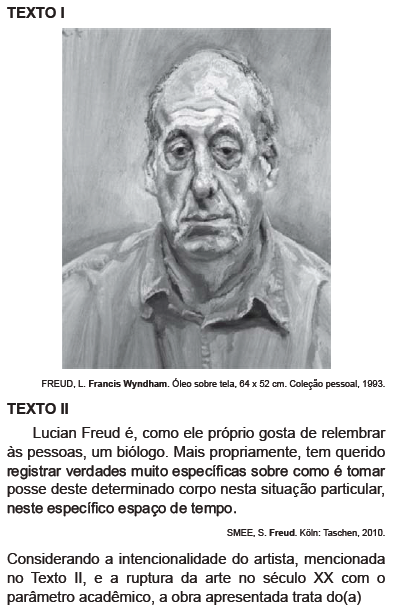 TEXTO I
FREUD, L. Francis Wyndham. Óleo sobre tela, 64 x 52 cm. Coleção pessoal, 1993.
TEXTO II
Lucian Freud é, como ele próprio gosta de relembrar
às pessoas, um biólogo. Mais propriamente, tem querido
registrar verdades muito específicas sobre como é tomar
posse deste determinado corpo nesta situação particular,
neste específico espaço de tempo.
SMEE, S. Freud. Köln: Taschen, 2010.
Considerando a intencionalidade do artista, mencionada
no Texto II, e a ruptura da arte no século XX com o
parâmetro acadêmico, a obra apresentada trata do(a)